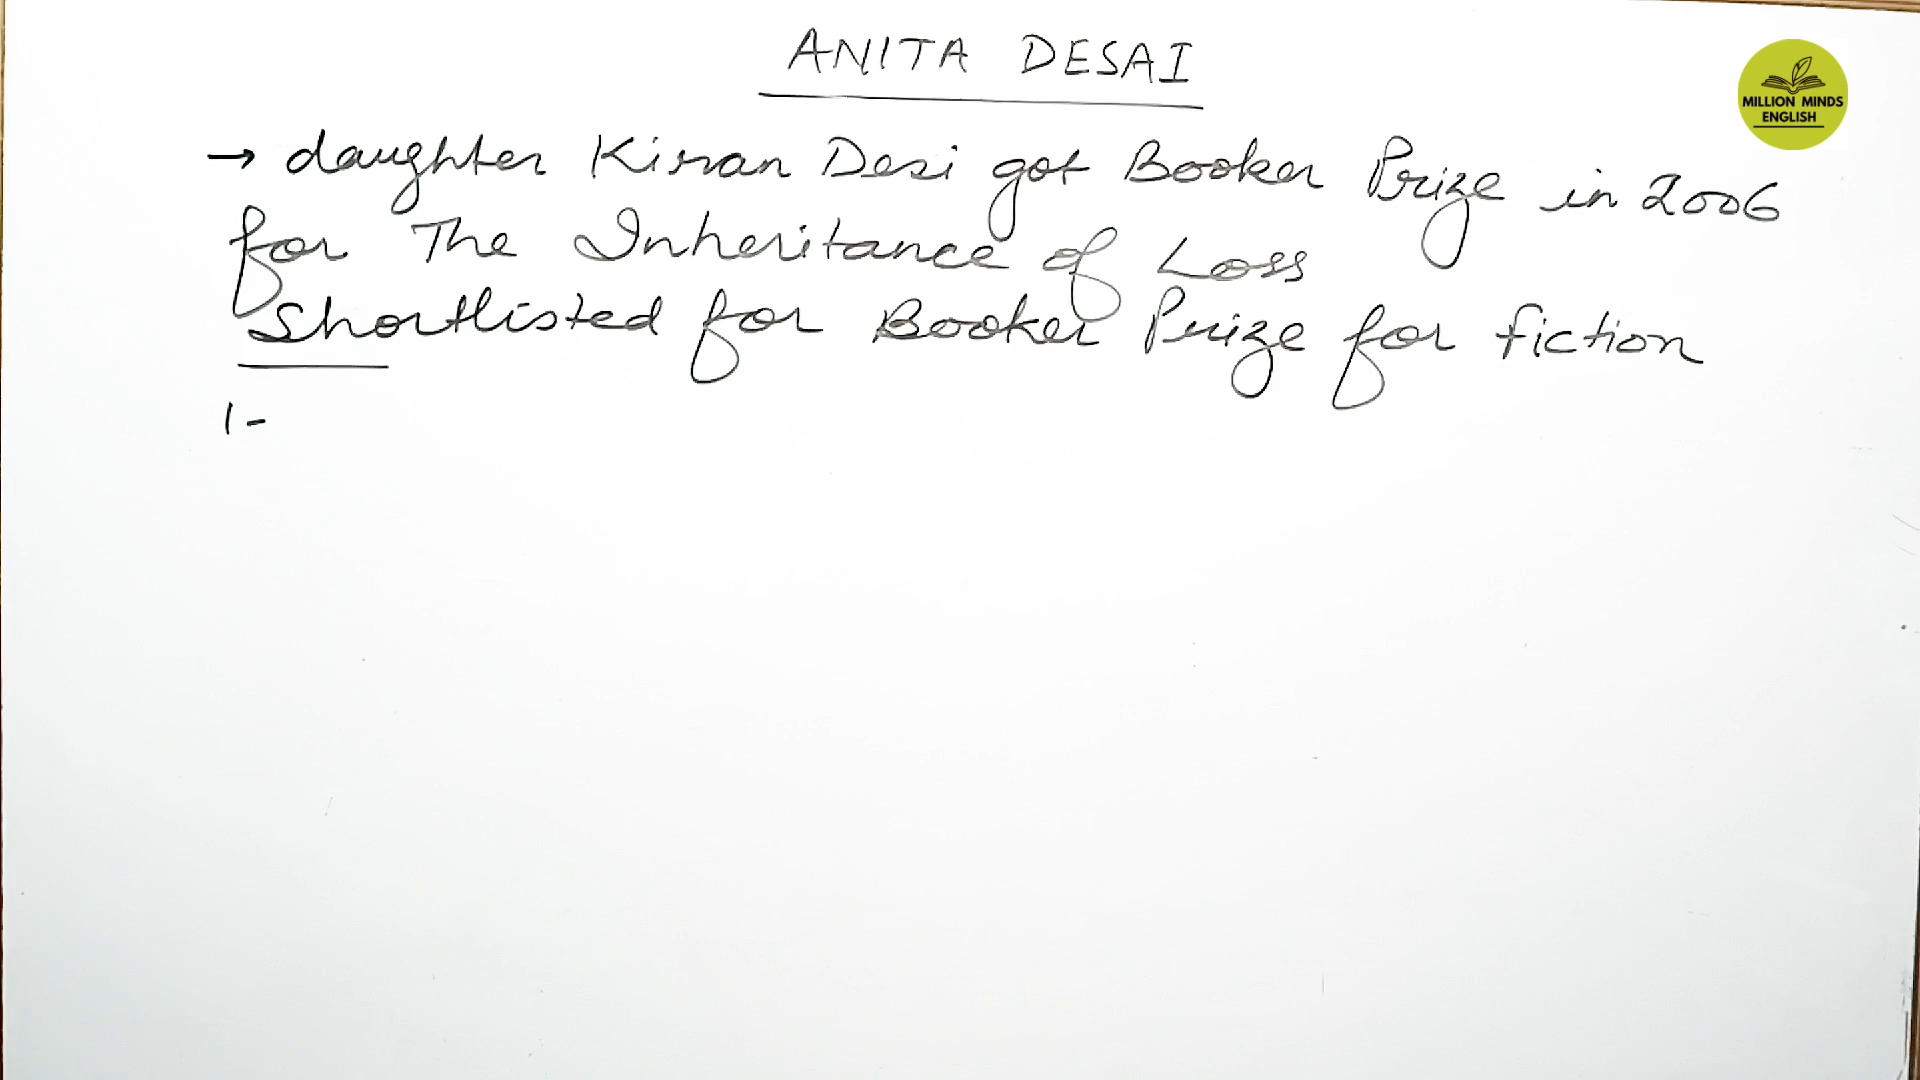 ANITA DESAI
MILLION MINDS
ENGLISH
→ daughter Kiran Desi got Booker Prize in 2006
for The Inheritance of Loss
Shortlisted for Booker Prize for fiction
1-